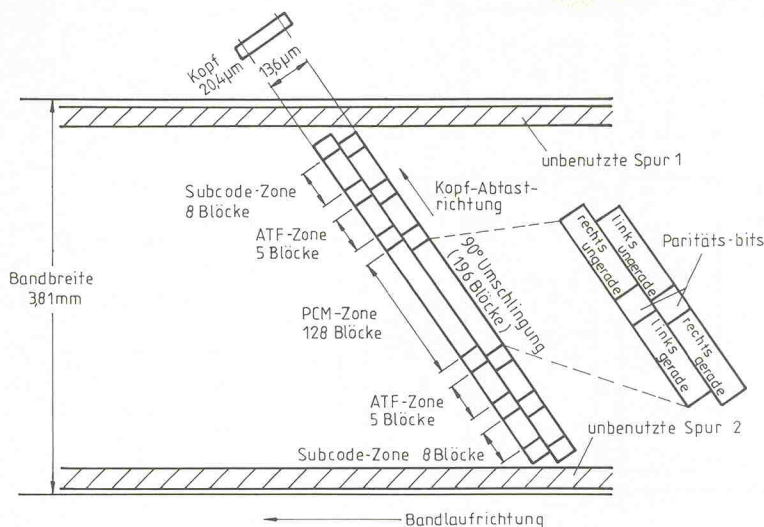 Kopf
20,4µm
13,6µm
unbenutzte Spur 1
Subcode-Zone
8 Blöcke
Kopf-Abtast-
richtung
ATF-Zone
5 Blöcke
90° Umschlingung
(196 Blöcke)
links
ungerade
rechts
ungerade
Paritäts-bits
Bandbreite
3,81mm
PCM-Zone
128 Blöcke
links
gerade
rechts
gerade
ATF-Zone
5 Blöcke
unbenutzte Spur 2
Subcode-Zone 8 Blöcke
Bandlaufrichtung